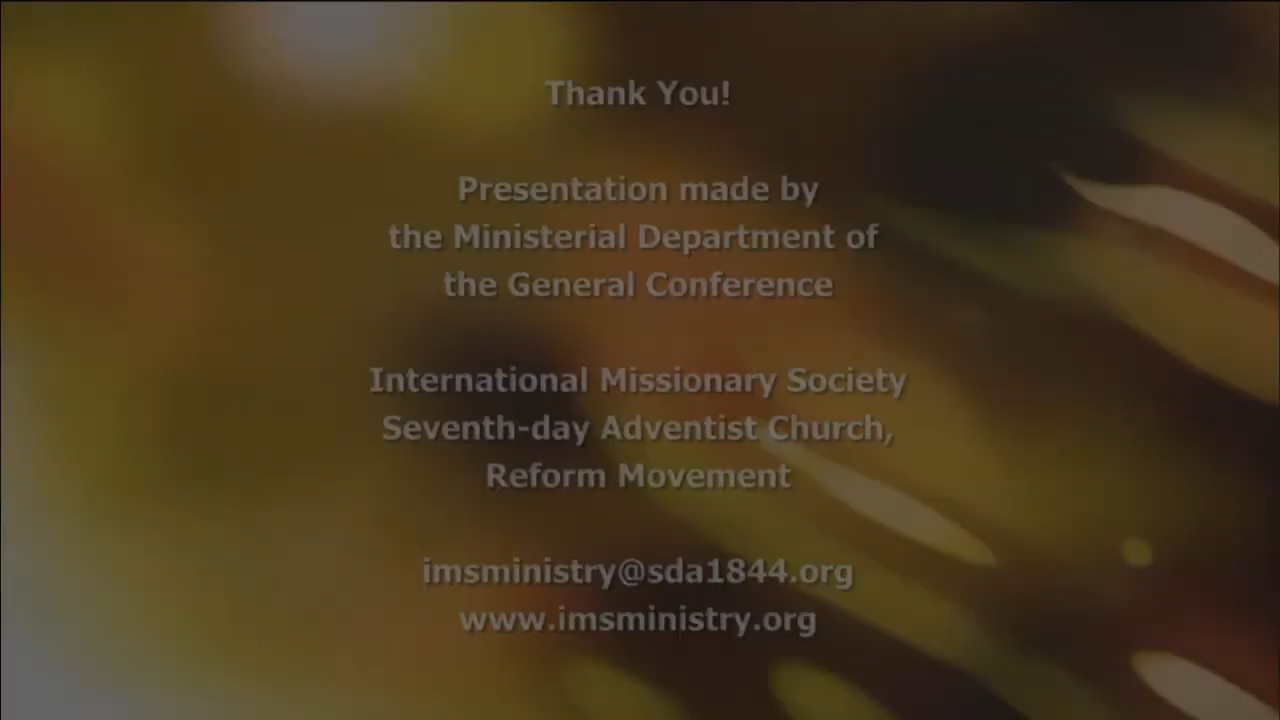 Thank You!
Presentation made by
the Ministerial Department of
the General Conference
International Missionary Society
Seventh-day Adventist Church,
Reform Movement
imsministry@sda1844.org
www.imsministry.org